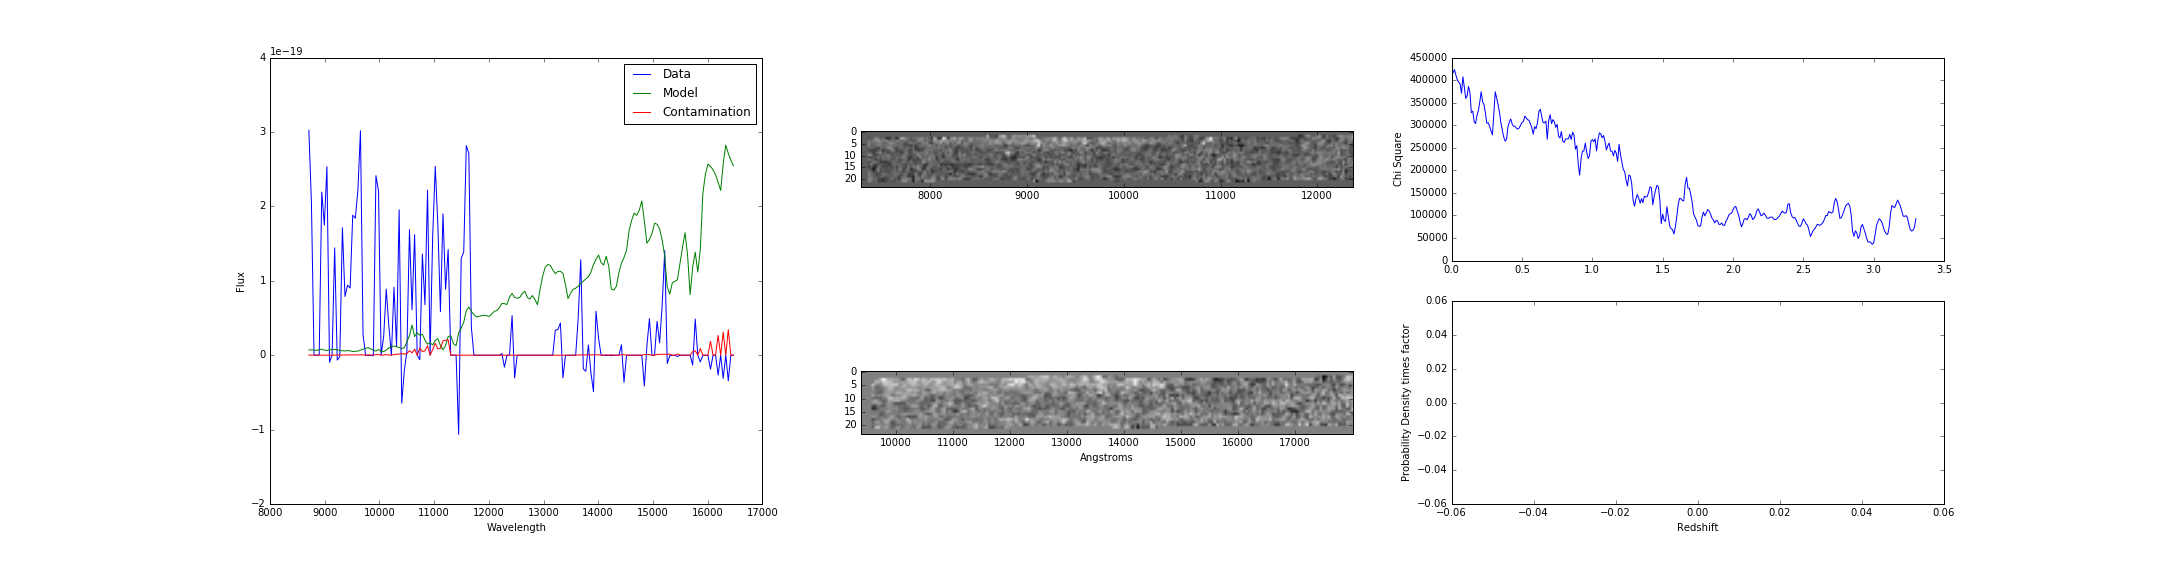 1e−19
4
3
2
1
0
−1
−2
Flux
Data
Model
Contamination
8000 9000 10000 11000 12000 13000 14000 15000 16000 17000
Wavelength
0
5
10
15
20
8000 9000 10000 11000 12000
0
5
10
15
20
10000 11000 12000 13000 14000 15000 16000 17000
Angstroms
450000
400000
350000
300000
250000
200000
150000
100000
50000
0
Chi Square
0.0 0.5 1.0 1.5 2.0 2.5 3.0 3.5
0.06
0.04
0.02
0.00
−0.02
−0.04
−0.06
Probability Density times factor
−0.06 −0.04 −0.02 0.00 0.02 0.04 0.06
Redshift